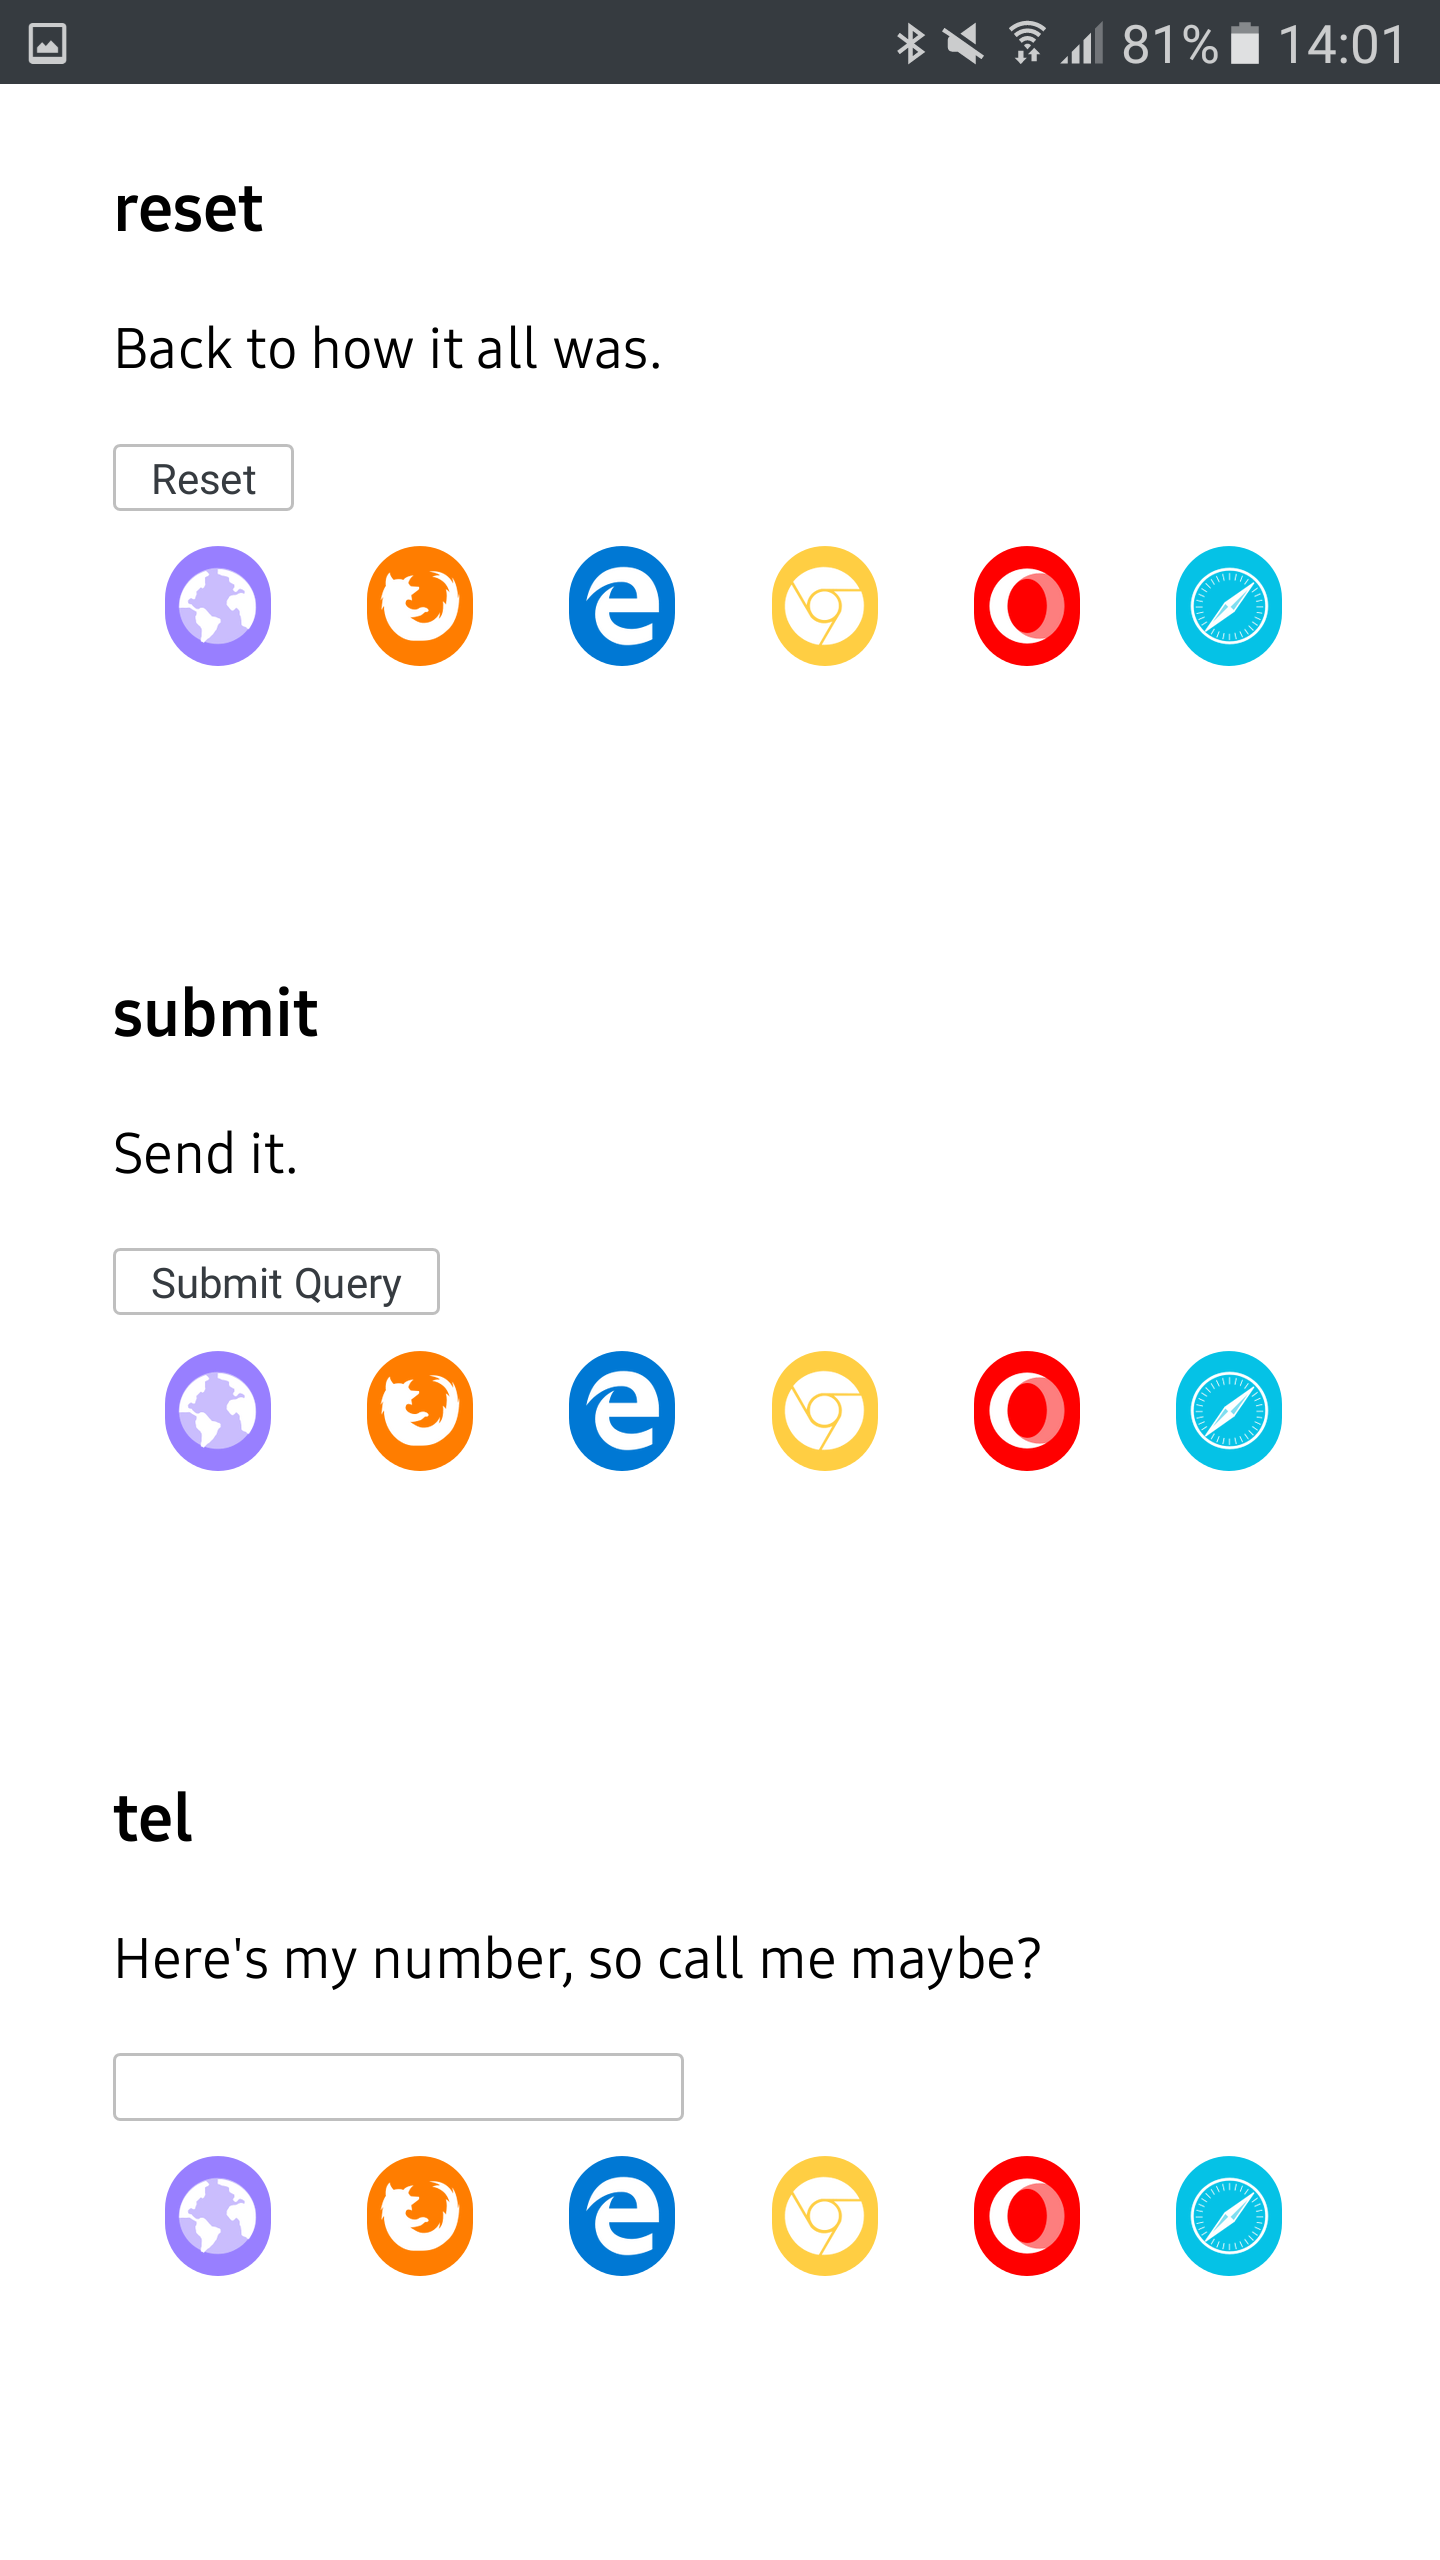 81% 14:01
reset
Back to how it all was.
Reset
submit
Send it.
Submit Query
tel
Here's my number, so call me maybe?